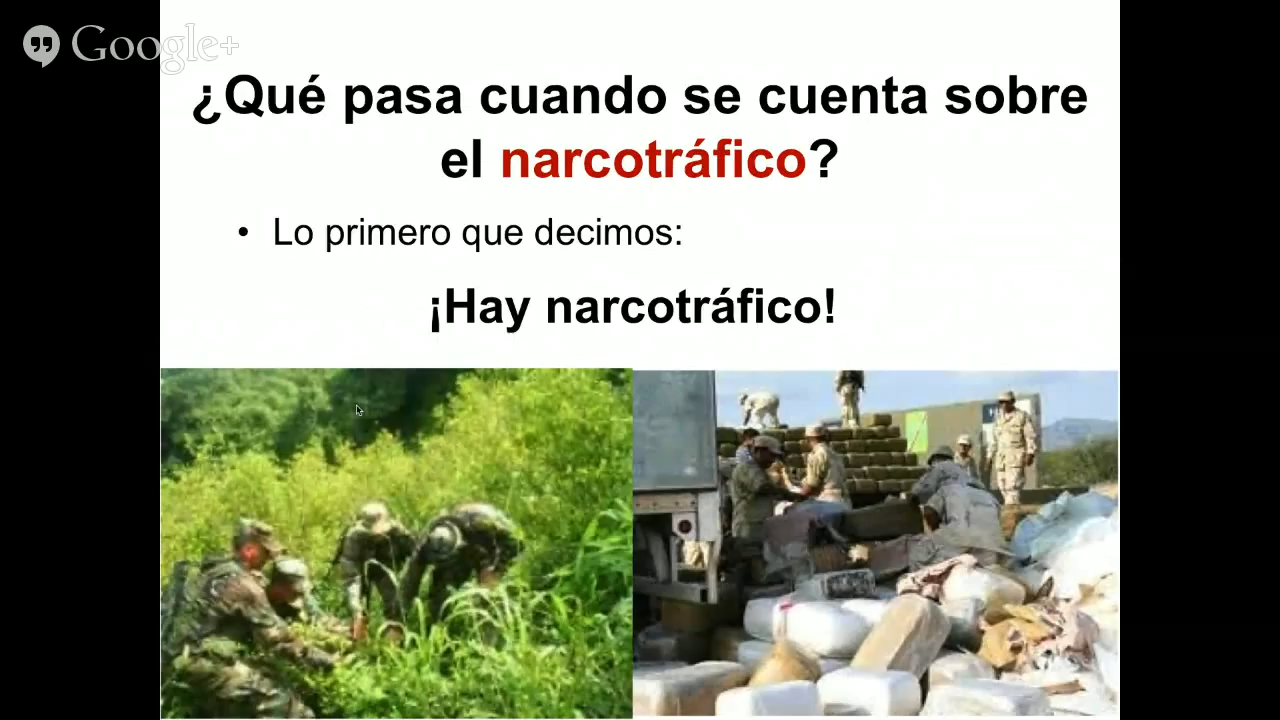 Google+
¿Qué pasa cuando se cuenta sobre
el narcotráfico?
• Lo primero que decimos:
¡Hay narcotráfico!